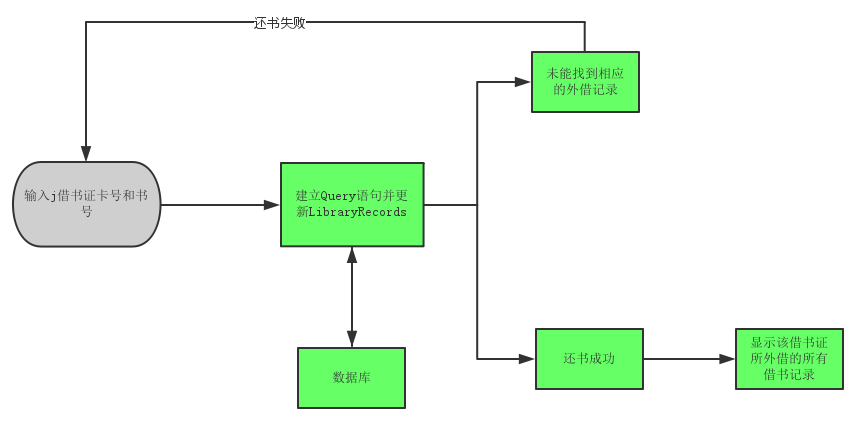 还书失败
未能找到相应
的外借记录
输入j借书证卡号和书
号
建立Query语句并更
新LibraryRecords
数据库
还书成功
显示该借书证
所外借的所有
借书记录